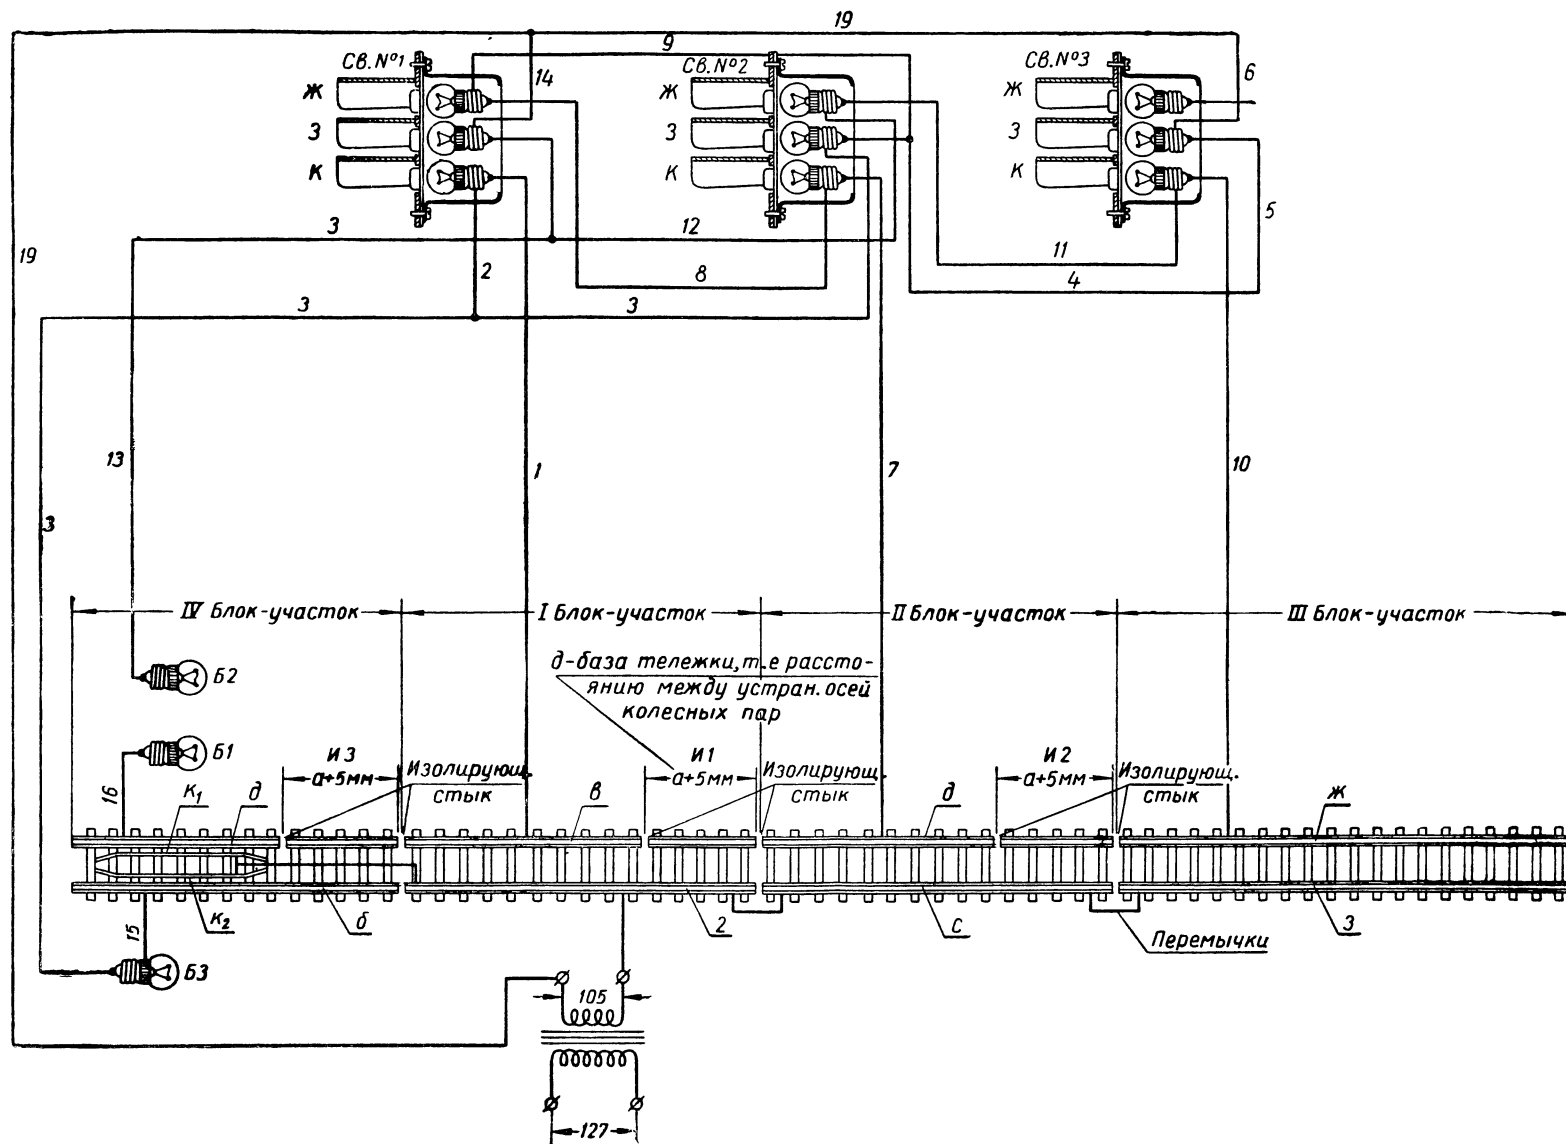 19
9
Св.№1
Св.№2
Св.№3
14
6
Ж
Ж
Ж
З
З
З
К
К
К
5
3
12
11
19
2
8
4
3
3
13
1
7
10
3
IV Блок-участок
I Блок-участок
II Блок-участок
III Блок-участок
д-база тележки, т.е рассто-
янию между устран. осей
колесных пар
Б2
Б1
И3
а+5мм
Изолирующ.
стык
И1
а+5мм
Изолирующ.
стык
И2
а+5мм
Изолирующ.
стык
16
К1
д
в
д
ж
15
К2
б
2
с
3
Перемычки
Б3
105
127